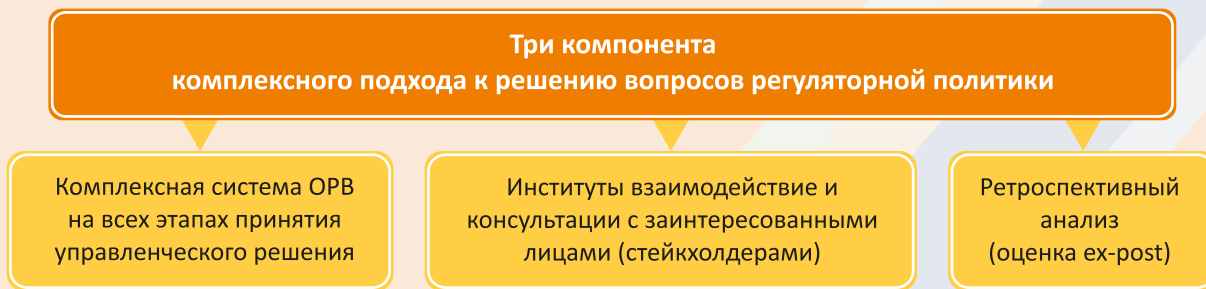 Три компонента
комплексного подхода к решению вопросов регуляторной политики
Комплексная система ОРВ
на всех этапах принятия
управленческого решения
Институты взаимодействие и
консультации с заинтересованными
лицами (стейкхолдерами)
Ретроспективный
анализ
(оценка ex-post)